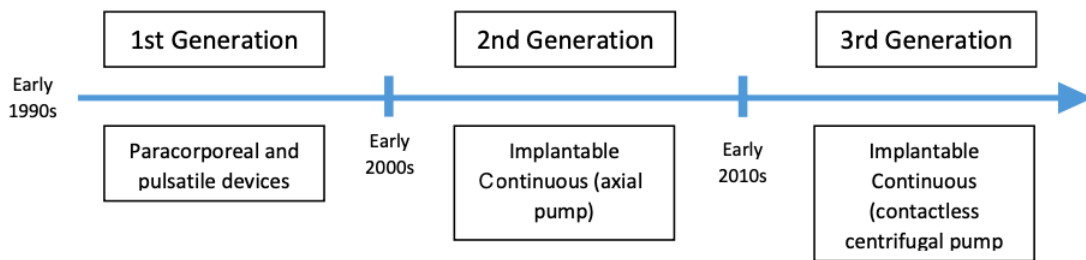 1st Generation
2nd Generation
3rd Generation
Early
1990s
Early
2000s
Early
2010s
Paracorporeal and
pulsatile devices
Implantable
Continuous (axial
pump)
Implantable
Continuous
(contactless
centrifugal pump